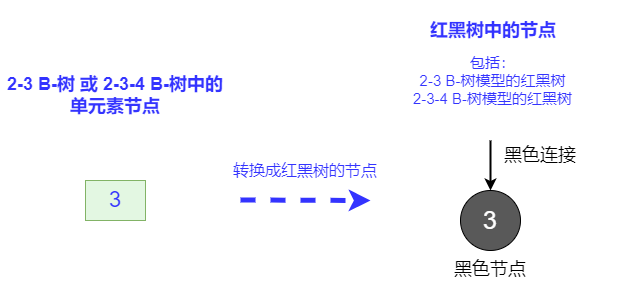 2-3 B-树 或 2-3-4 B-树中的
单元素节点
3
转换成红黑树的节点
红黑树中的节点
包括：
2-3 B-树模型的红黑树
2-3-4 B-树模型的红黑树
黑色连接
3
黑色节点